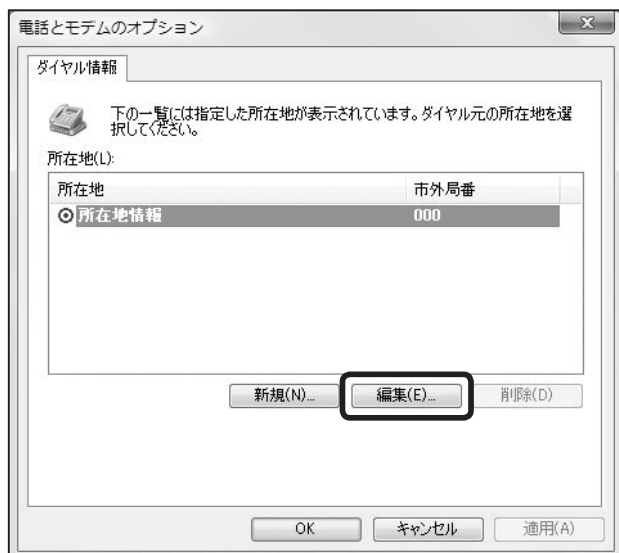 電話とモデムのオプション
ダイヤル情報
下の一覧には指定した所在地が表示されています。ダイヤル元の所在地を選
択してください。
所在地(L):
所在地 市外局番
所在地情報 000
新規(N)... 編集(E)... 削除(D)
OK キャンセル 適用(A)